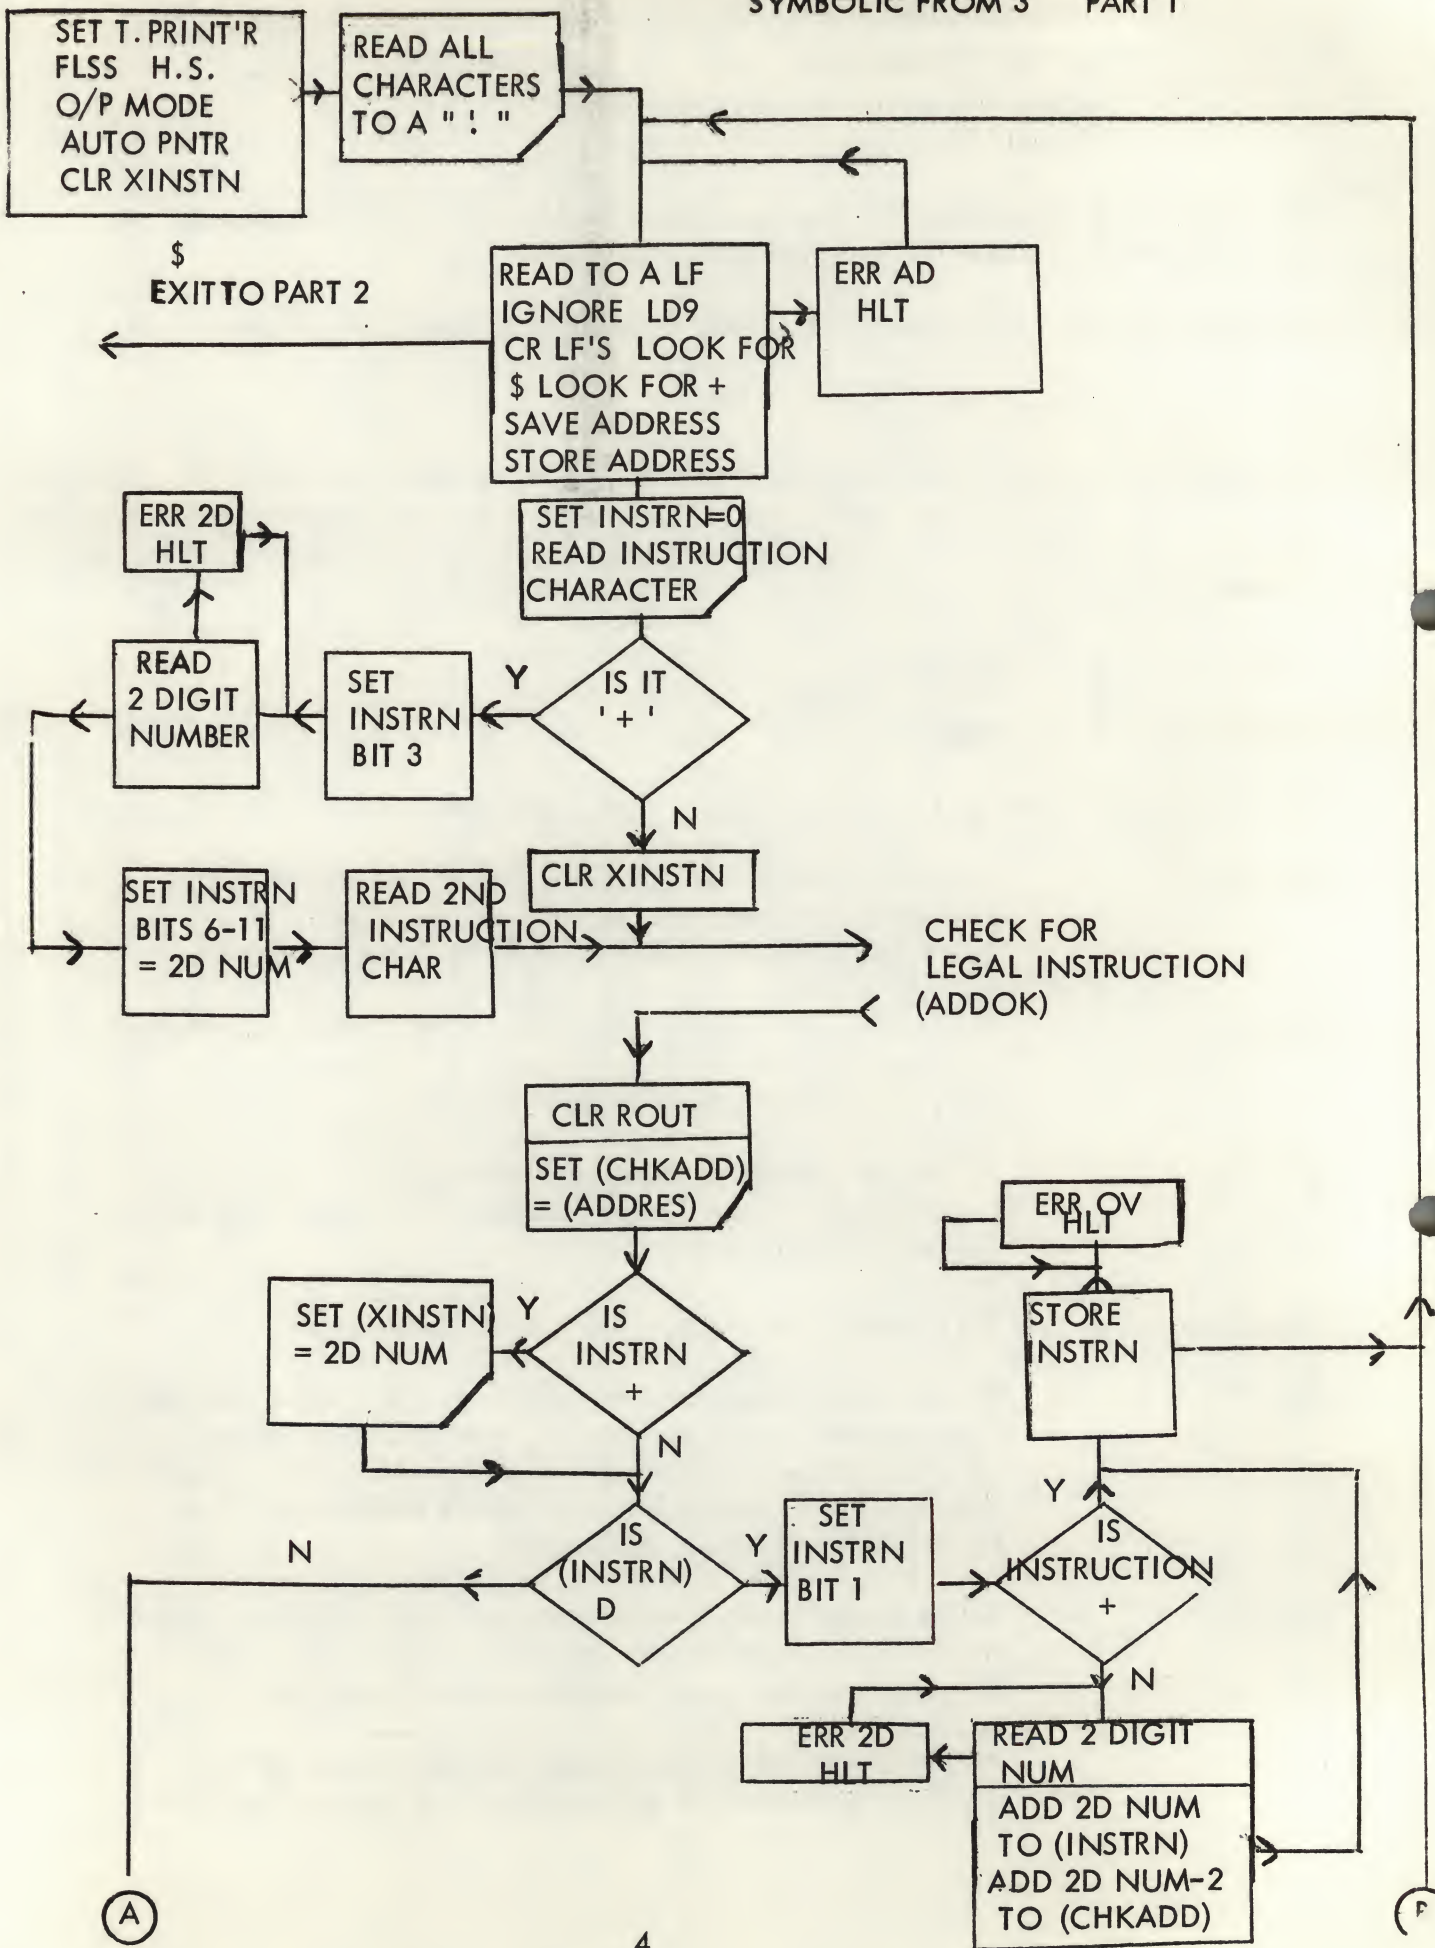 SYMBOLIC FROM 3 PART 1
SET T. PRINT'R
FLSS H.S.
O/P MODE
AUTO PNTR
CLR XINSTN
READ ALL
CHARACTERS
TO A " ! "
$
EXIT TO PART 2
READ TO A LF
IGNORE LD9
CR LF'S LOOK FOR
$ LOOK FOR +
SAVE ADDRESS
STORE ADDRESS
ERR AD
HLT
SET INSTRN=0
READ INSTRUCTION
CHARACTER
ERR 2D
HLT
READ
2 DIGIT
NUMBER
SET
INSTRN
BIT 3
Y
IS IT
' + '
N
CLR XINSTN
SET INSTRN
BITS 6-11
= 2D NUM
READ 2ND
INSTRUCTION
CHAR
CHECK FOR
LEGAL INSTRUCTION
(ADDOK)
CLR ROUT
SET (CHKADD)
= (ADDRES)
ERR OV
HLT
SET (XINSTN)
= 2D NUM
Y
IS
INSTRN
+
N
STORE
INSTRN
N
IS
(INSTRN)
D
Y
SET
INSTRN
BIT 1
Y
IS
INSTRUCTION
+
N
ERR 2D
HLT
READ 2 DIGIT
NUM
ADD 2D NUM
TO (INSTRN)
ADD 2D NUM-2
TO (CHKADD)
A
4